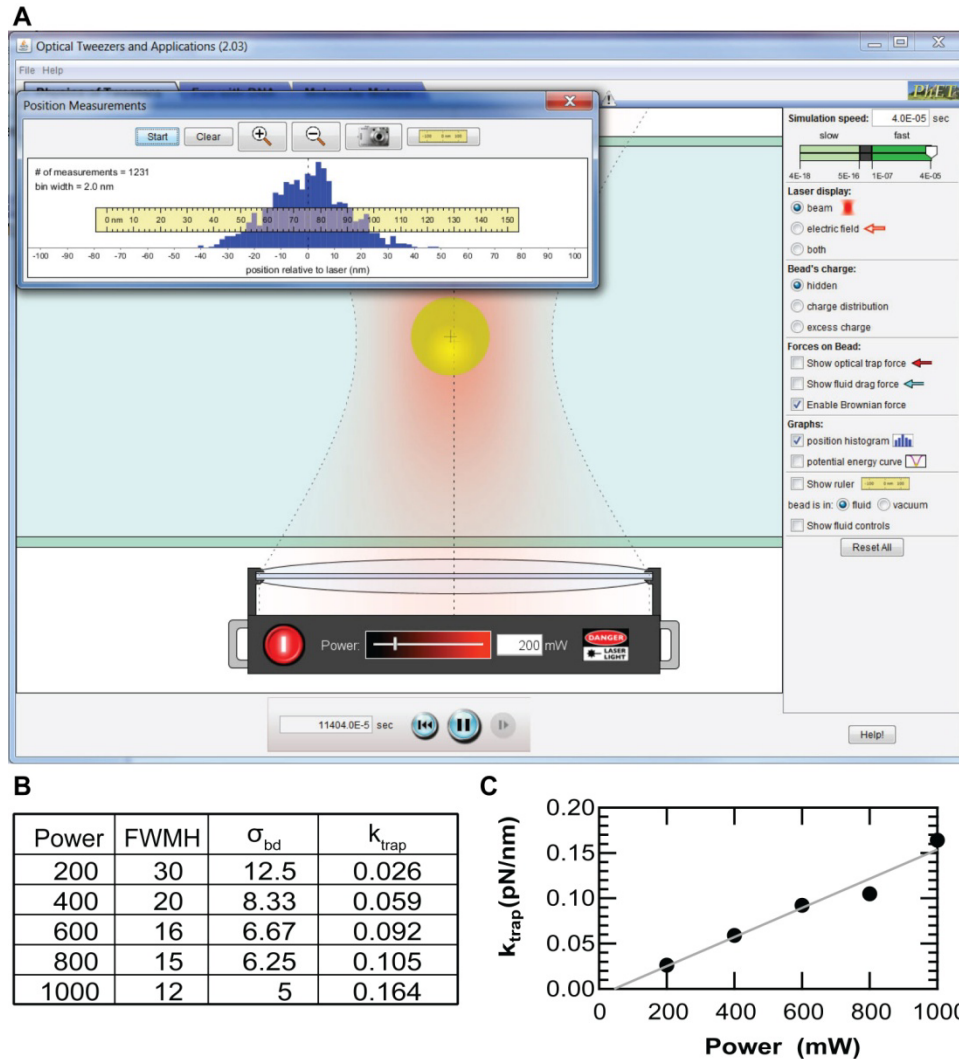 A
Optical Tweezers and Applications (2.03)
File Help
Position Measurements
Start Clear
# of measurements = 1231
bin width = 2.0 nm
0 nm 10 20 30 40 50 60 70 80 90 100 110 120 130 140 150
-100 -90 -80 -70 -60 -50 -40 -30 -20 -10 0 10 20 30 40 50 60 70 80 90 100
position relative to laser (nm)
PhET
Simulation speed: 4.0E-05 sec
slow fast
4E-18 5E-16 1E-07 4E-05
Laser display:
beam
electric field
both
Bead's charge:
hidden
charge distribution
excess charge
Forces on Bead:
Show optical trap force
Show fluid drag force
Enable Brownian force
Graphs:
position histogram
potential energy curve
Show ruler
bead is in: fluid vacuum
Show fluid controls
Reset All
Power: 200 mW
DANGER
LASER
LIGHT
11404.0E-5 sec
Help!
B
Power FWMH σbd ktrap
200 30 12.5 0.026
400 20 8.33 0.059
600 16 6.67 0.092
800 15 6.25 0.105
1000 12 5 0.164
C
ktrap(pN/nm)
0.20
0.15
0.10
0.05
0.00
0 200 400 600 800 1000
Power (mW)